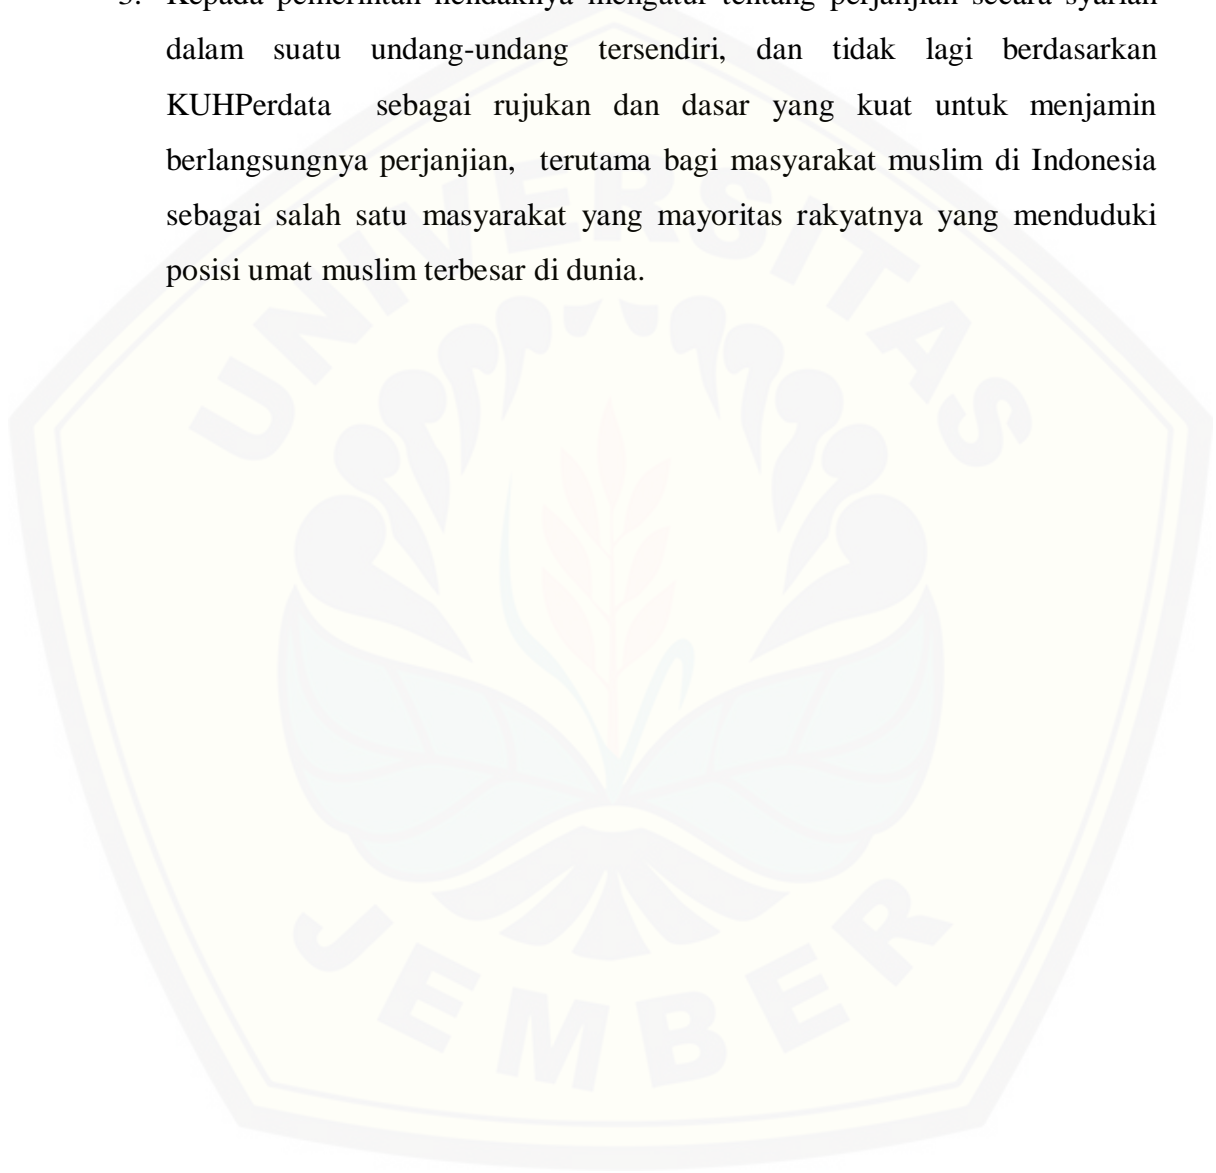 3. Kepada pemerintah hendaknya mengatur tentang perjanjian secara syariah
dalam suatu undang-undang tersendiri, dan tidak lagi berdasarkan
KUHPerdata sebagai rujukan dan dasar yang kuat untuk menjamin
berlangsungnya perjanjian, terutama bagi masyarakat muslim di Indonesia
sebagai salah satu masyarakat yang mayoritas rakyatnya yang menduduki
posisi umat muslim terbesar di dunia.
UNIVERSITAS
JEMBER